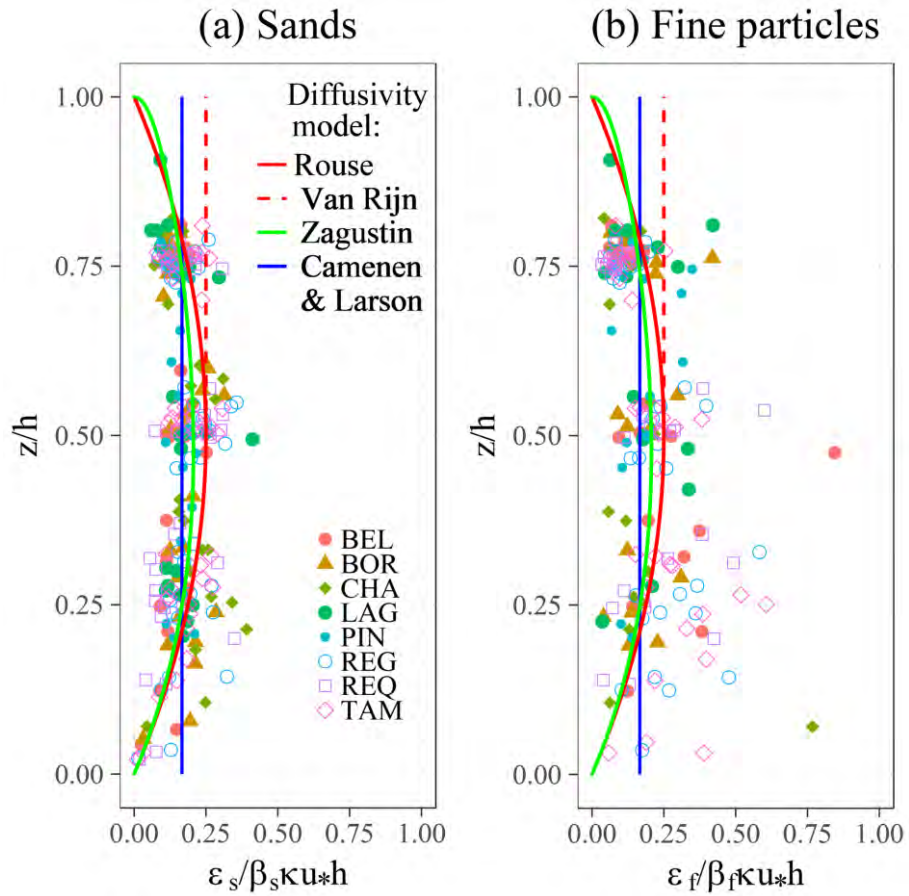 (a) Sands
(b) Fine particles
z/h
1.00
0.75
0.50
0.25
0.00
Diffusivity
model:
Rouse
Van Rijn
Zagustin
Camenen
& Larson
BEL
BOR
CHA
LAG
PIN
REG
REQ
TAM
0.00 0.25 0.50 0.75 1.00
εs/βsκu*h
z/h
1.00
0.75
0.50
0.25
0.00
0.00 0.25 0.50 0.75 1.00
εf/βfκu*h